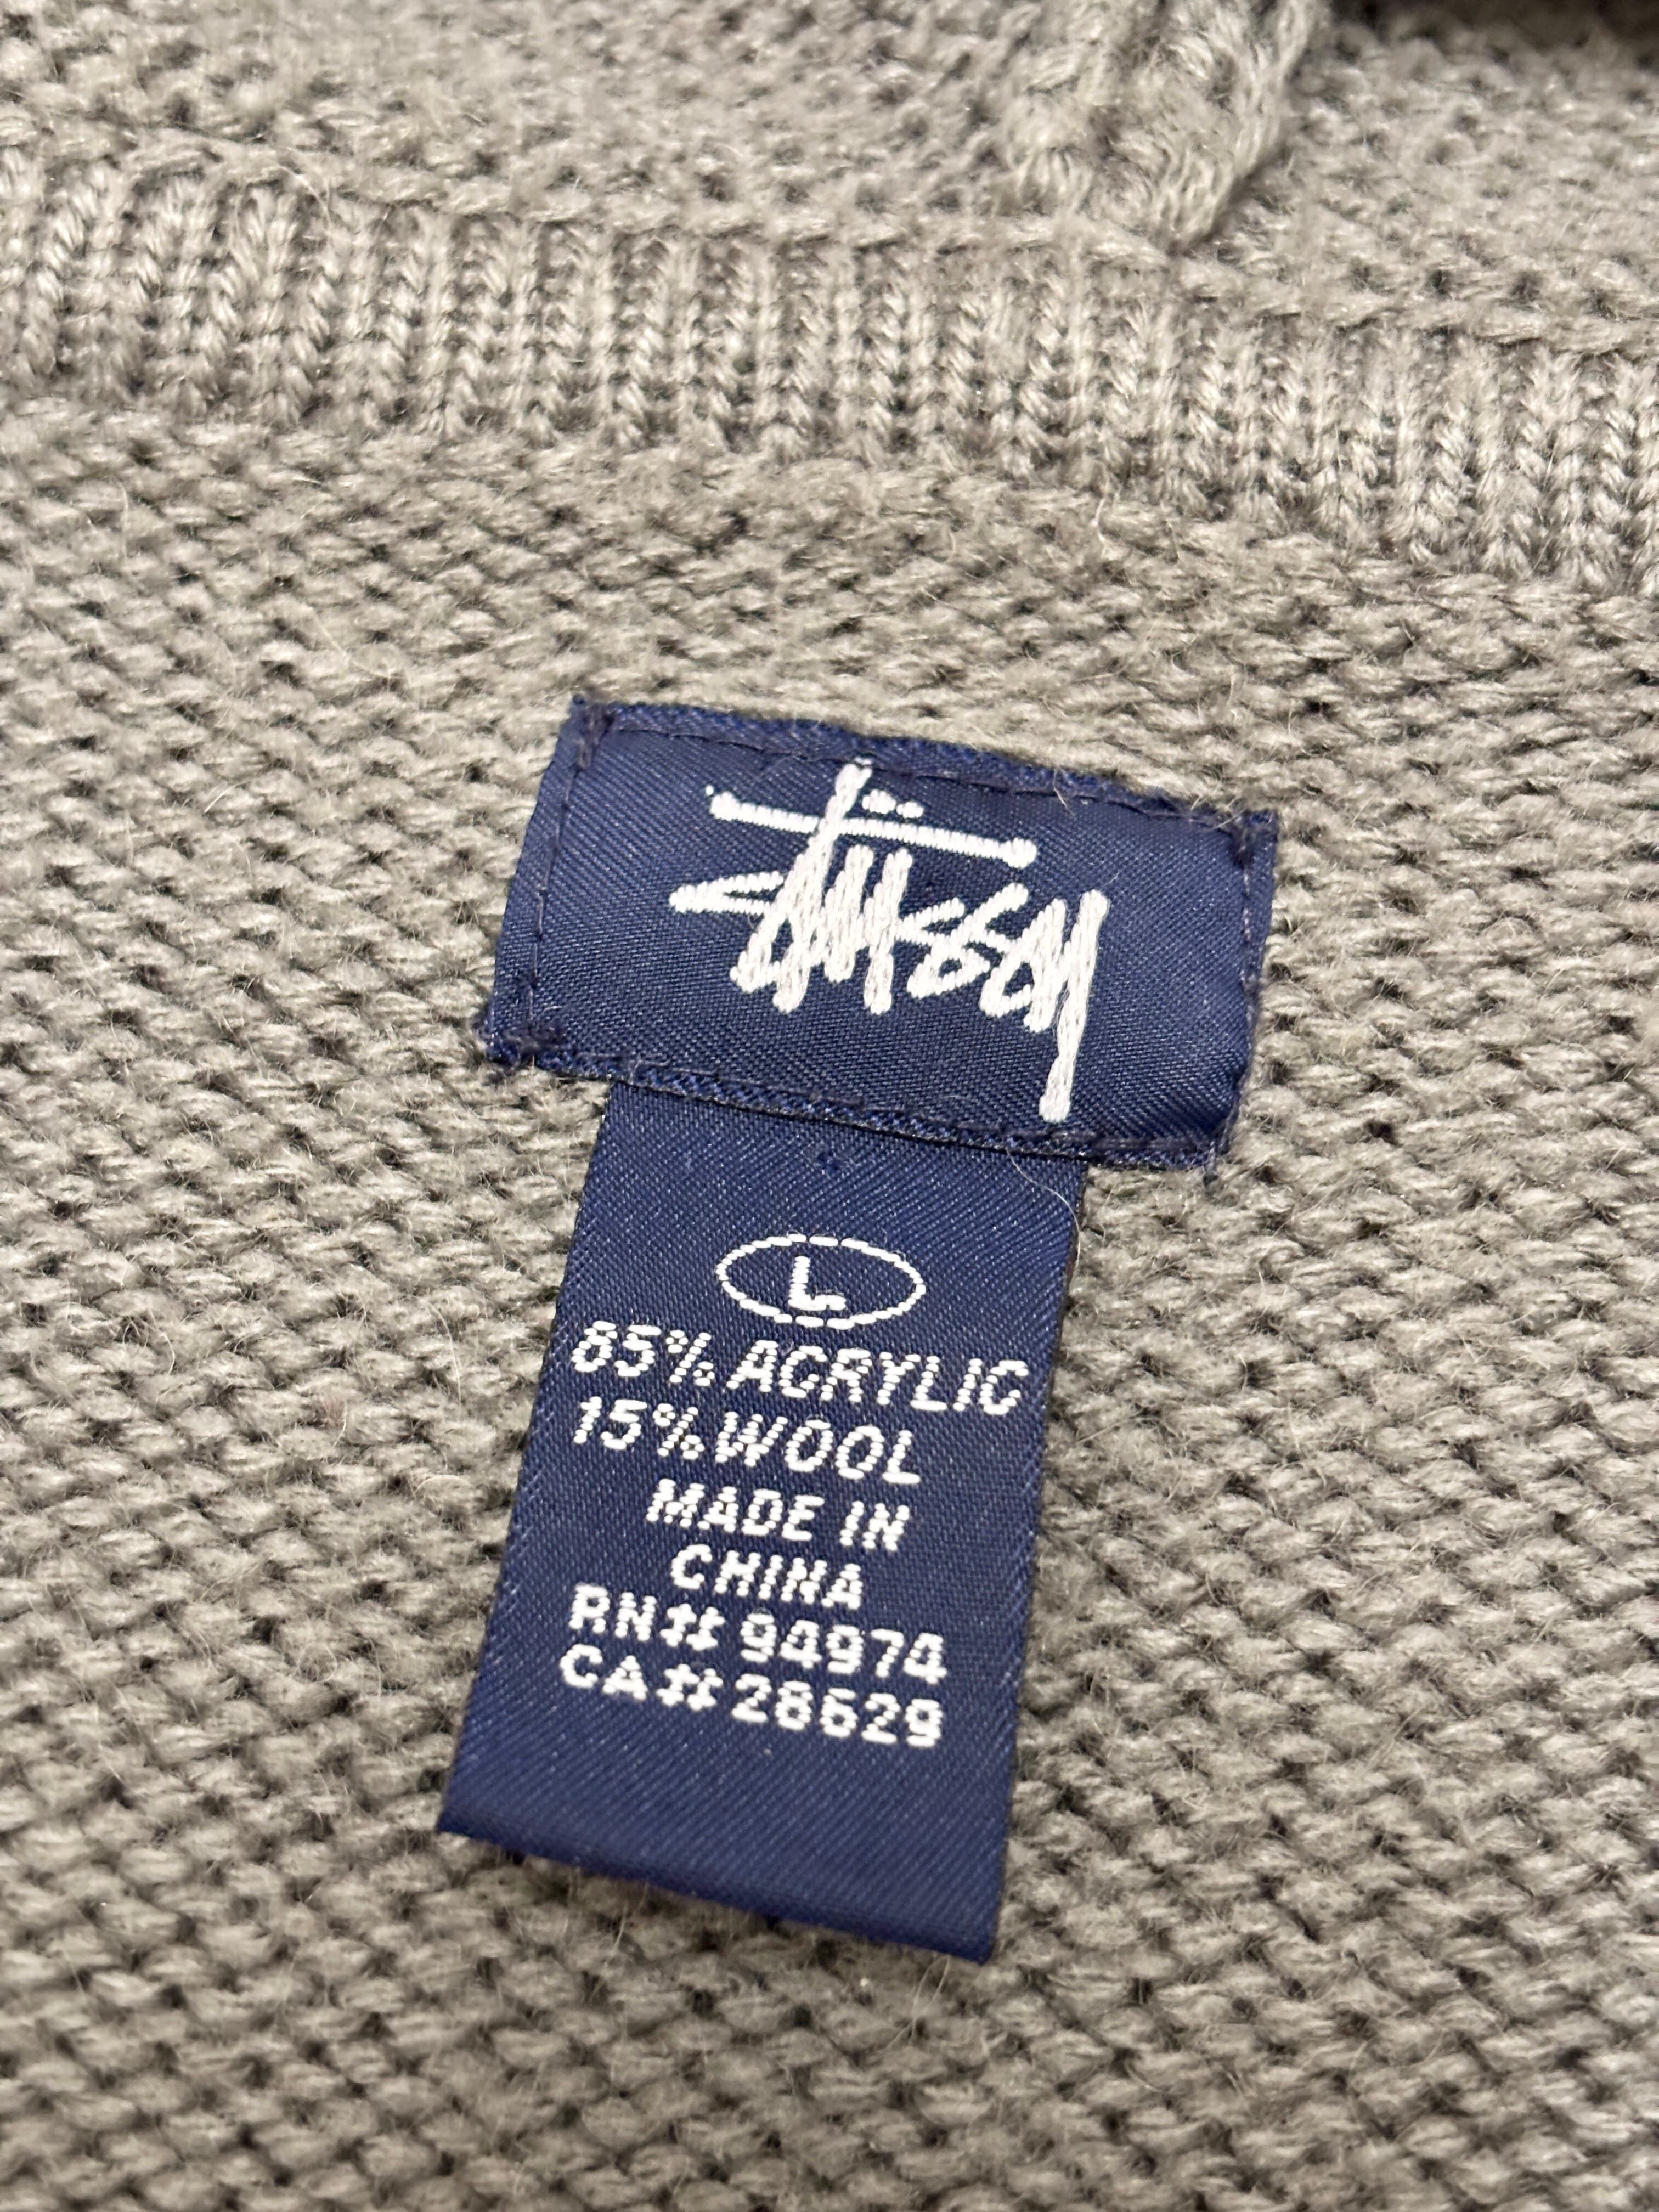 Stüssy
L
85% ACRYLIC
15% WOOL
MADE IN
CHINA
RN# 94974
CA# 28629